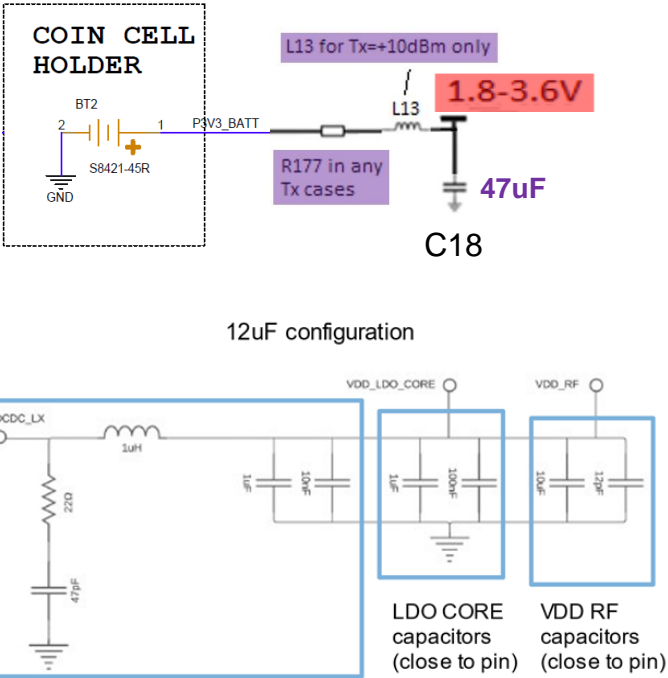 COIN CELL
HOLDER
BT2
2
1
S8421-45R
GND
P3V3_BATT
L13 for Tx=+10dBm only
L13
1.8-3.6V
R177 in any
Tx cases
47uF
C18
12uF configuration
DCDC_LX
1uH
22Ω
47pF
1uF
10nF
VDD_LDO_CORE
1uF
100nF
VDD_RF
10uF
12pF
LDO CORE
capacitors
(close to pin)
VDD RF
capacitors
(close to pin)